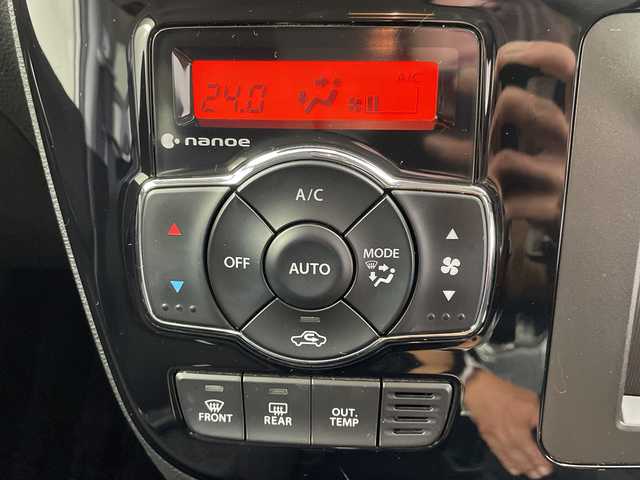 A/C
24.0
nanoe
A/C
OFF
AUTO
MODE
FRONT
REAR
OUT.
TEMP